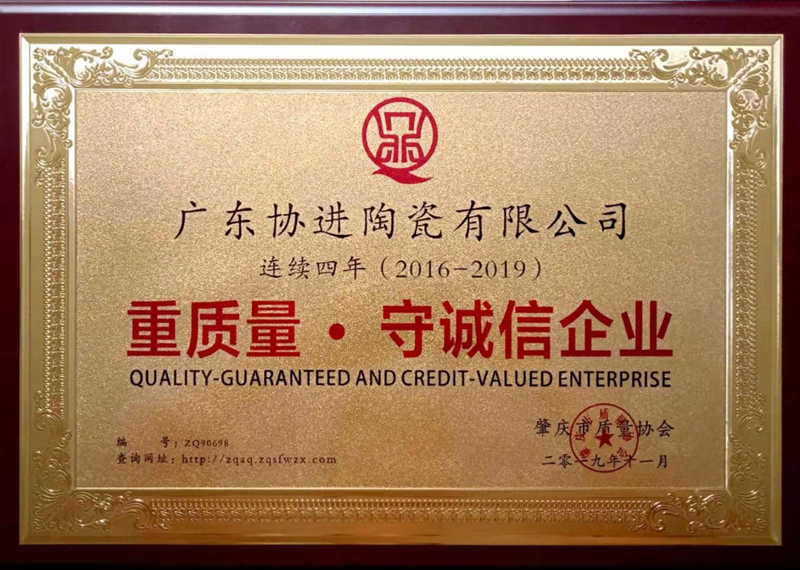 广东协进陶瓷有限公司
连续四年（2016-2019）
重质量·守诚信企业
QUALITY-GUARANTEED AND CREDIT-VALUED ENTERPRISE
编 号：ZQ90698
查询网址：http://zqaq.zqsfwzx.com
肇庆市质量协会
二零一九年十一月